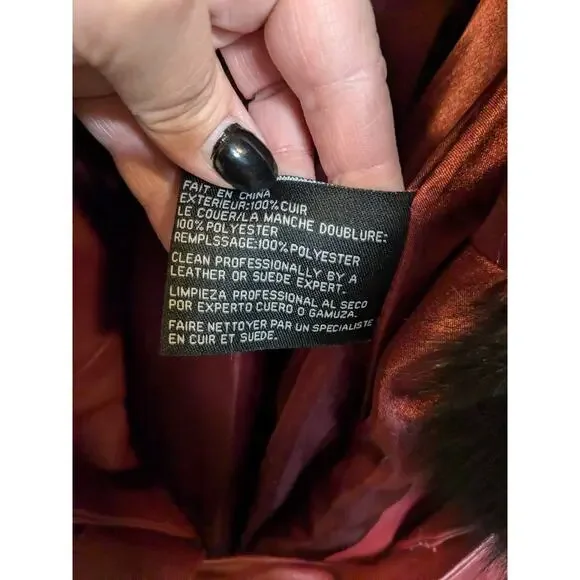 FAIT EN CHINA
EXTERIEUR:100% CUIR
LE COUER/LA MANCHE DOUBLURE:
100% POLYESTER
REMPLSSAGE:100% POLYESTER
CLEAN PROFESSIONALLY BY A
LEATHER OR SUEDE EXPERT.
LIMPIEZA PROFESSIONAL AL SECO
POR EXPERTO CUERO O GAMUZA.
FAIRE NETTOYER PAR UN SPECIALISTE
EN CUIR ET SUEDE.